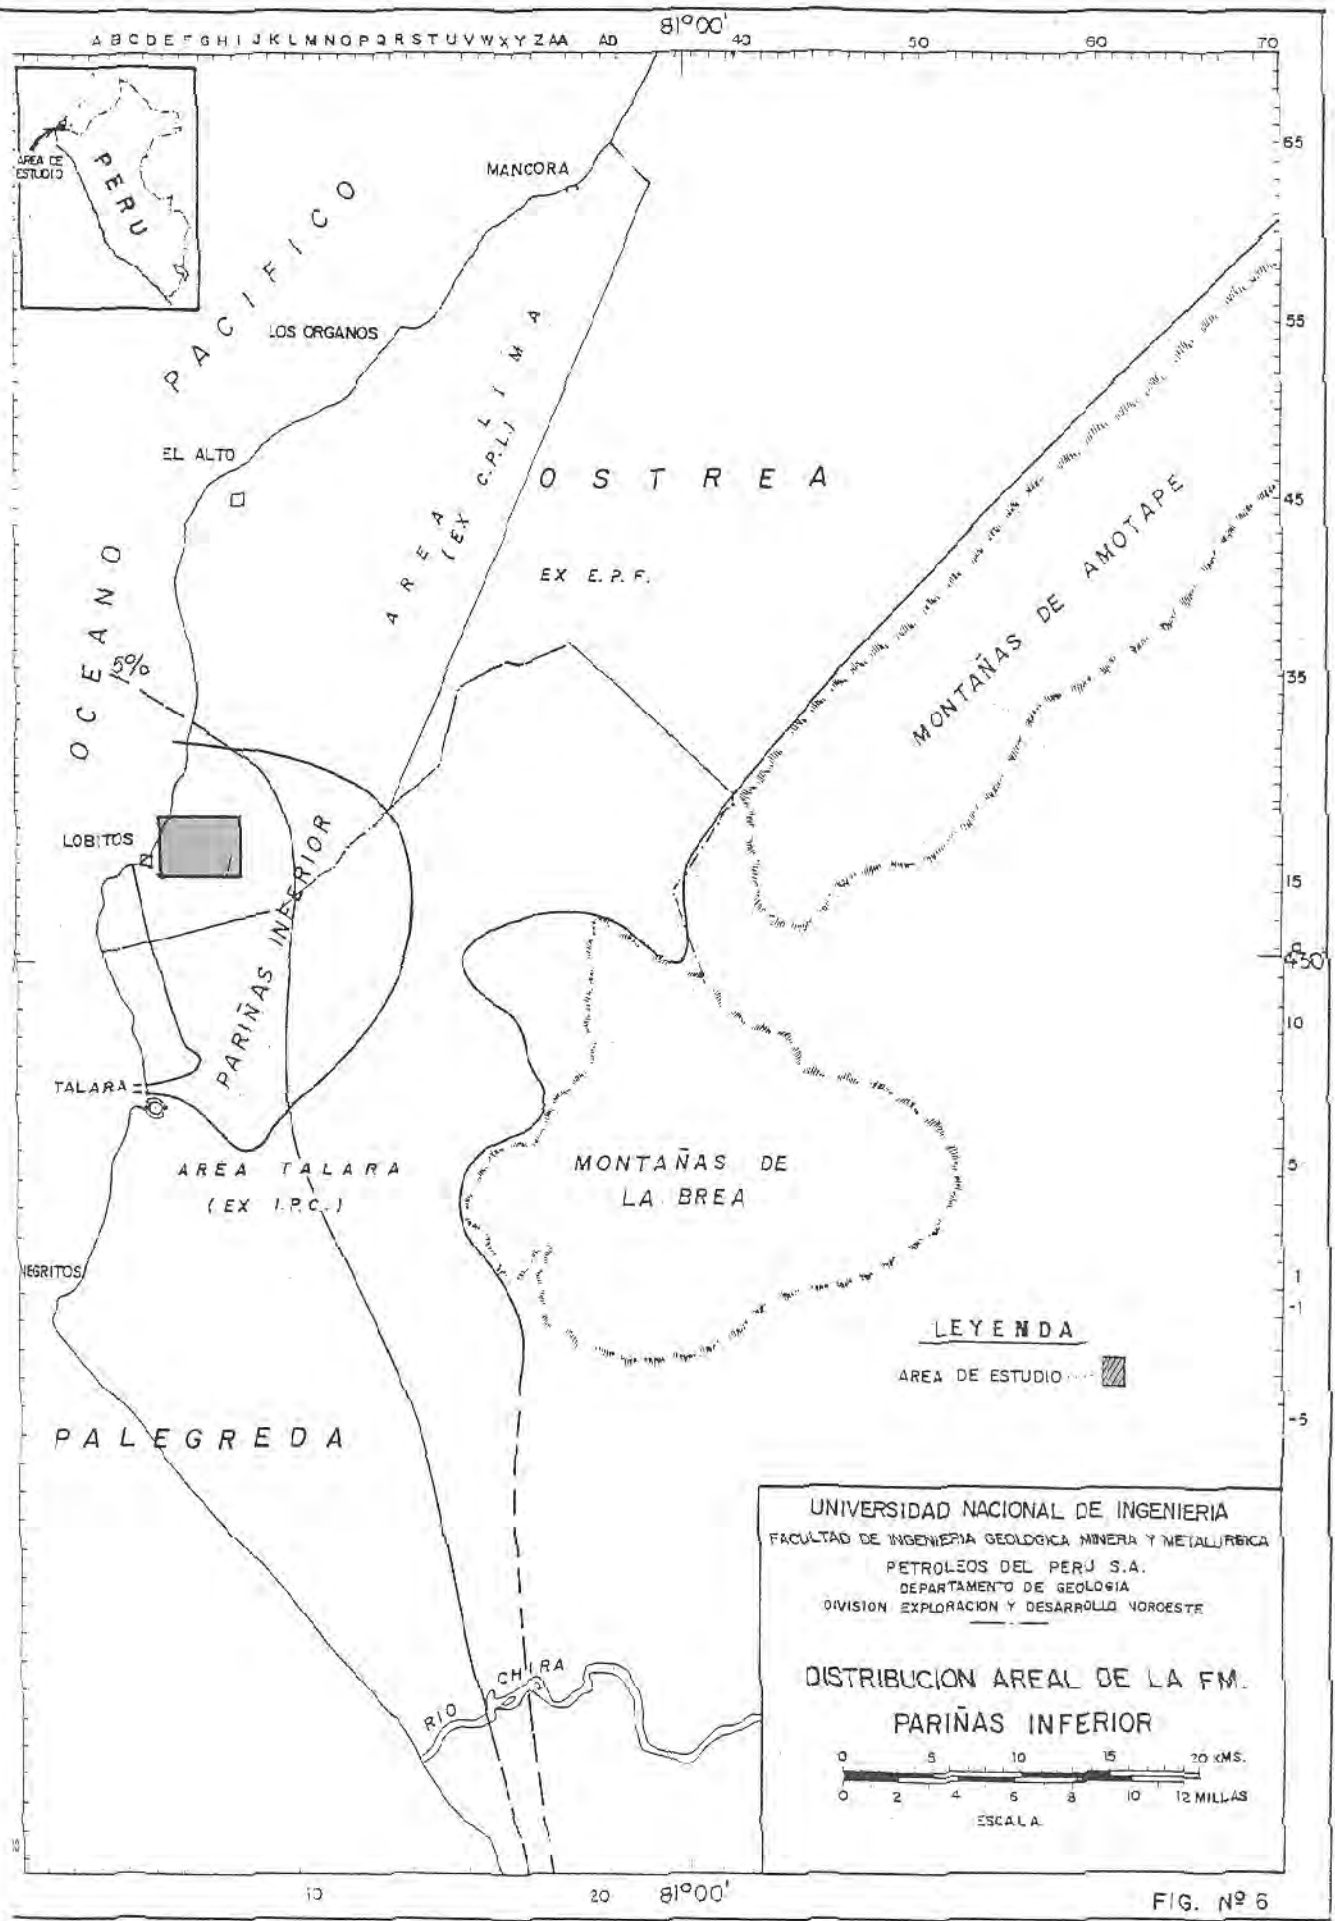 81°00'
A B C D E F G H I J K L M N O P Q R S T U V W X Y Z AA AD 40 50 60 70
AREA DE
ESTUDIO
PERU
MANCORA
65
OCEANO PACIFICO
LOS ORGANOS
55
AREA LIMA
(EX C.P.L.)
EL ALTO
OSTREA
45
MONTAÑAS DE AMOTAPE
EX E.P.F.
15%
35
LOBITOS
PARIÑAS INFERIOR
15
4°30'
10
TALARA
AREA TALARA
(EX I.P.C.)
MONTAÑAS DE
LA BREA
5
NEGRITOS
1
-1
LEYENDA
AREA DE ESTUDIO
-5
PALEGREDA
RIO CHIRA
UNIVERSIDAD NACIONAL DE INGENIERIA
FACULTAD DE INGENIERIA GEOLOGICA MINERA Y METALURGICA
PETROLEOS DEL PERU S.A.
DEPARTAMENTO DE GEOLOGIA
DIVISION EXPLORACION Y DESARROLLO NOROESTE
DISTRIBUCION AREAL DE LA FM.
PARIÑAS INFERIOR
0 5 10 15 20 KMS.
0 2 4 6 8 10 12 MILLAS
ESCALA
10 20 81°00'
FIG. Nº 6